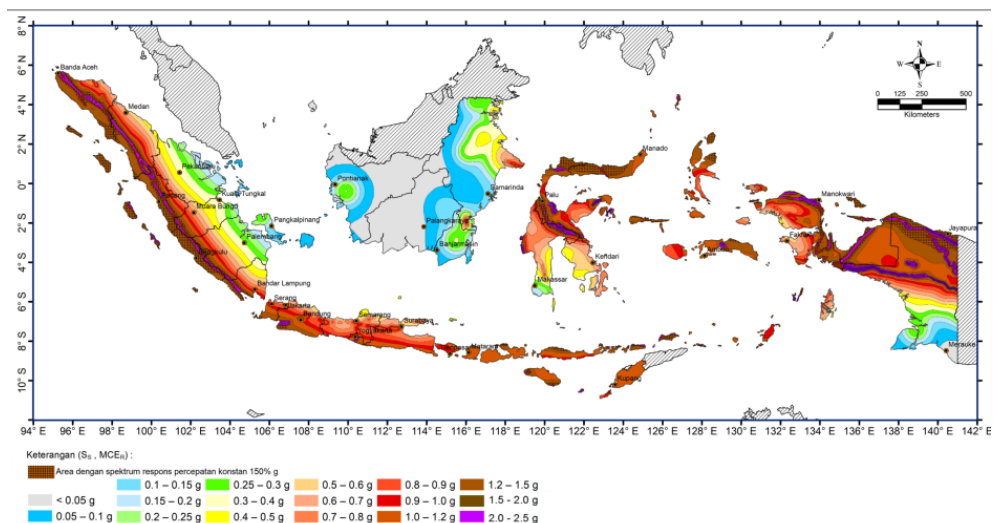 8° N
6° N
4° N
2° N
0°
2° S
4° S
6° S
8° S
10° S
Banda Aceh
Medan
Pekanbaru
Kuala Tungkal
Padang
Muara Bungo
Pangkalpinang
Palembang
Bengkulu
Bandar Lampung
Serang
Jakarta
Bandung
Semarang
Surabaya
Yogyakarta
Mataram
Kupang
Pontianak
Samarinda
Palangkaraya
Banjarmasin
Manado
Palu
Kendari
Makassar
Ambon
Manokwari
Fakfak
Jayapura
Merauke
N
W E
S
0 125 250 500
Kilometers
94° E 96° E 98° E 100° E 102° E 104° E 106° E 108° E 110° E 112° E 114° E 116° E 118° E 120° E 122° E 124° E 126° E 128° E 130° E 132° E 134° E 136° E 138° E 140° E 142° E
Keterangan (S_S , MCE_R) :
Area dengan spektrum respons percepatan konstan 150% g
0.1 – 0.15 g 0.25 – 0.3 g 0.5 – 0.6 g 0.8 – 0.9 g 1.2 – 1.5 g
< 0.05 g 0.15 – 0.2 g 0.3 – 0.4 g 0.6 – 0.7 g 0.9 – 1.0 g 1.5 - 2.0 g
0.05 – 0.1 g 0.2 – 0.25 g 0.4 – 0.5 g 0.7 – 0.8 g 1.0 – 1.2 g 2.0 - 2.5 g